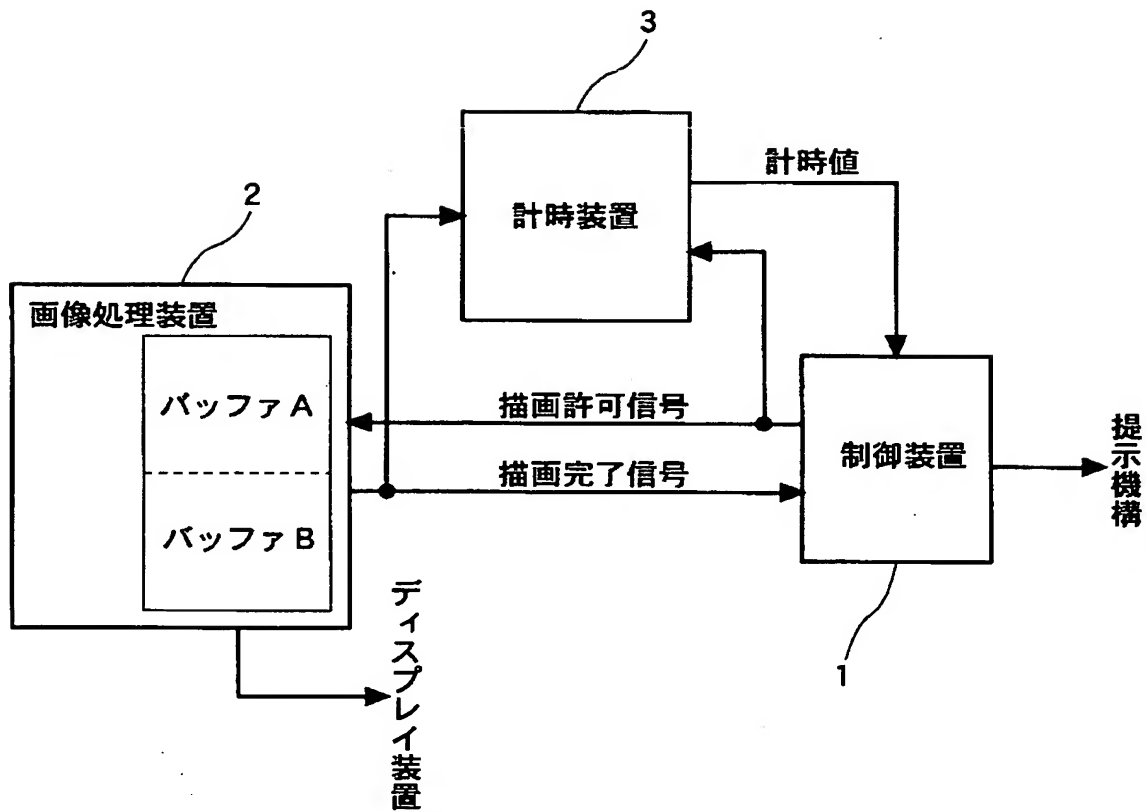 3
計時値
計時装置
2
画像処理装置
バッファA
バッファB
描画許可信号
描画完了信号
制御装置
提示機構
1
ディスプレイ装置